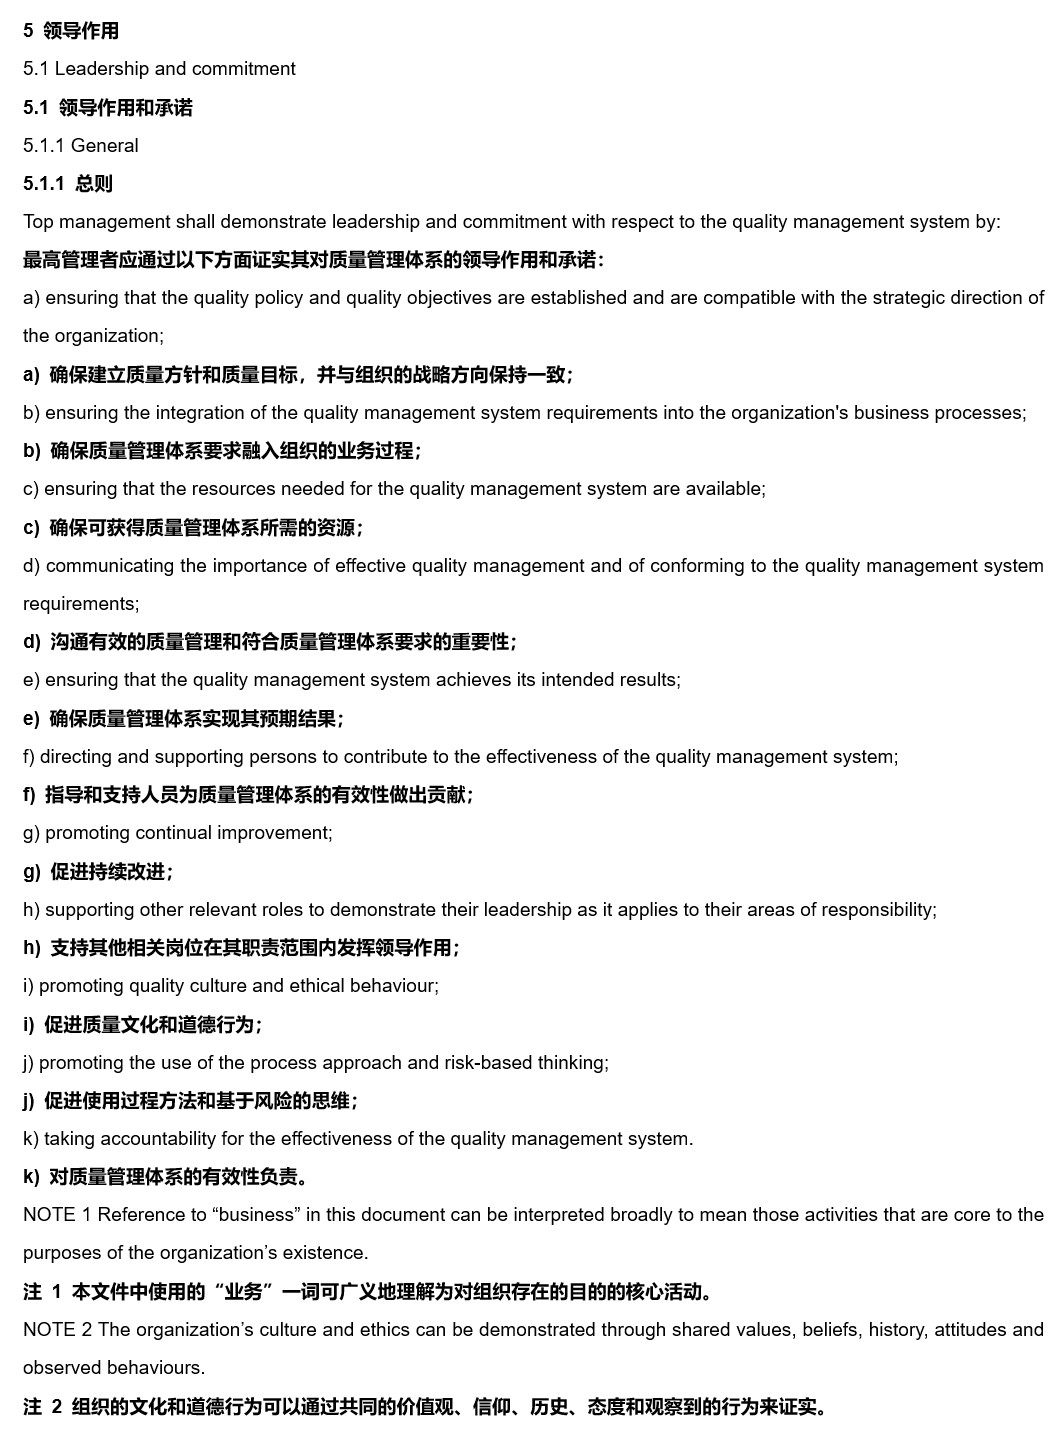 5 领导作用
5.1 Leadership and commitment
5.1 领导作用和承诺
5.1.1 General
5.1.1 总则
Top management shall demonstrate leadership and commitment with respect to the quality management system by:
最高管理者应通过以下方面证实其对质量管理体系的领导作用和承诺：
a) ensuring that the quality policy and quality objectives are established and are compatible with the strategic direction of
the organization;
a) 确保建立质量方针和质量目标，并与组织的战略方向保持一致；
b) ensuring the integration of the quality management system requirements into the organization's business processes;
b) 确保质量管理体系要求融入组织的业务过程；
c) ensuring that the resources needed for the quality management system are available;
c) 确保可获得质量管理体系所需的资源；
d) communicating the importance of effective quality management and of conforming to the quality management system
requirements;
d) 沟通有效的质量管理和符合质量管理体系要求的重要性；
e) ensuring that the quality management system achieves its intended results;
e) 确保质量管理体系实现其预期结果；
f) directing and supporting persons to contribute to the effectiveness of the quality management system;
f) 指导和支持人员为质量管理体系的有效性做出贡献；
g) promoting continual improvement;
g) 促进持续改进；
h) supporting other relevant roles to demonstrate their leadership as it applies to their areas of responsibility;
h) 支持其他相关岗位在其职责范围内发挥领导作用；
i) promoting quality culture and ethical behaviour;
i) 促进质量文化和道德行为；
j) promoting the use of the process approach and risk-based thinking;
j) 促进使用过程方法和基于风险的思维；
k) taking accountability for the effectiveness of the quality management system.
k) 对质量管理体系的有效性负责。
NOTE 1 Reference to “business” in this document can be interpreted broadly to mean those activities that are core to the
purposes of the organization’s existence.
注 1 本文件中使用的“业务”一词可广义地理解为对组织存在的目的的核心活动。
NOTE 2 The organization’s culture and ethics can be demonstrated through shared values, beliefs, history, attitudes and
observed behaviours.
注 2 组织的文化和道德行为可以通过共同的价值观、信仰、历史、态度和观察到的行为来证实。